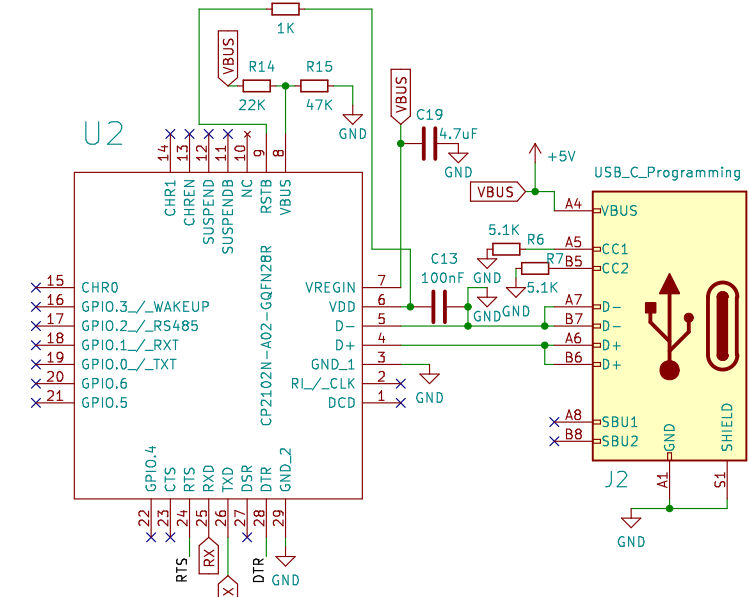 1K
VBUS
R14
R15
22K
47K
GND
VBUS
C19
4.7uF
GND
+5V
VBUS
USB_C_Programming
U2
14
13
12
11
10
9
8
CHR1
CHREN
SUSPEND
SUSPENDB
NC
RSTB
VBUS
A4
VBUS
5.1K
R6
A5
CC1
R7
B5
CC2
5.1K
GND
GND
GND
C13
100nF
15
CHR0
VREGIN
7
16
GPIO.3_/_WAKEUP
VDD
6
A7
D-
17
GPIO.2_/_RS485
D-
5
B7
D-
18
GPIO.1_/_RXT
D+
4
A6
D+
19
GPIO.0_/_TXT
GND_1
3
B6
D+
20
GPIO.6
RI_/_CLK
2
21
GPIO.5
DCD
1
GND
CP2102N-A02-GQFN28R
A8
SBU1
B8
SBU2
GND
SHIELD
J2
A1
S1
GND
GPIO.4
CTS
RTS
RXD
TXD
DSR
DTR
GND_2
22
23
24
25
26
27
28
29
RTS
RX
X
DTR
GND